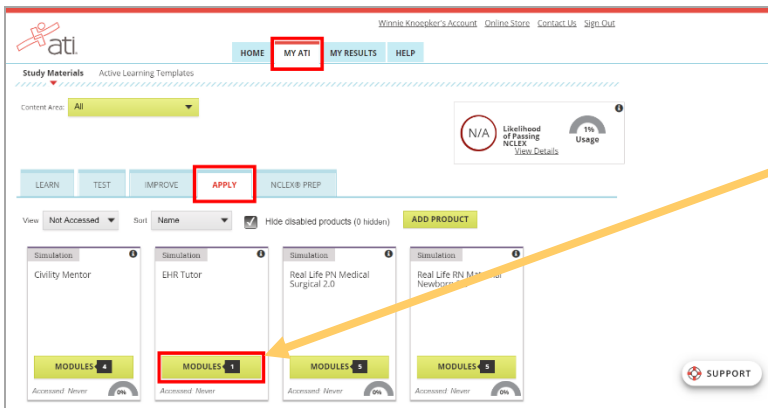 Winnie Knoepker's Account Online Store Contact Us Sign Out
ati.
HOME MY ATI MY RESULTS HELP
Study Materials Active Learning Templates
Content Area: All
N/A Likelihood of Passing NCLEX View Details 1% Usage
LEARN TEST IMPROVE APPLY NCLEX® PREP
View Not Accessed Sort Name Hide disabled products (0 hidden) ADD PRODUCT
Simulation Simulation Simulation Simulation
Civility Mentor EHR Tutor Real Life PN Medical Real Life RN
Surgical 2.0 Newborn
MODULES 4 MODULES 1 MODULES 5 MODULES 5
Accessed Never 0% Accessed Never Accessed Never 0% Accessed Never 0%
SUPPORT